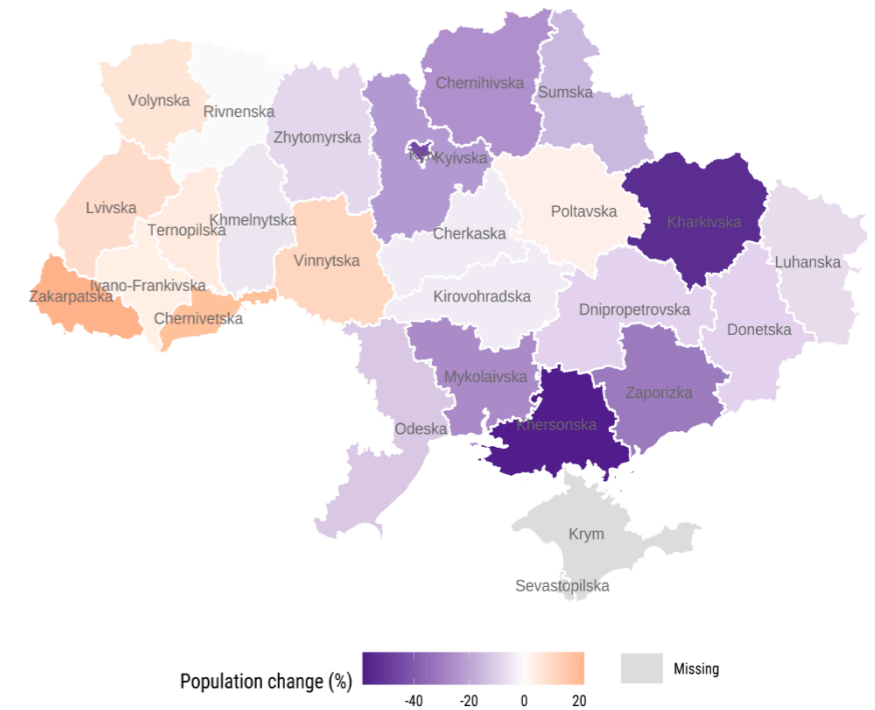 Chernihivska
Sumska
Volynska
Rivnenska
Zhytomyrska
Kyivska
Lvivska
Poltavska
Kharkivska
Ternopilska
Khmelnytska
Cherkaska
Vinnytska
Luhanska
Ivano-Frankivska
Zakarpatska
Kirovohradska
Chernivetska
Dnipropetrovska
Donetska
Mykolaivska
Zaporizka
Odeska
Khersonska
Krym
Sevastopilska
Population change (%)
-40 -20 0 20
Missing